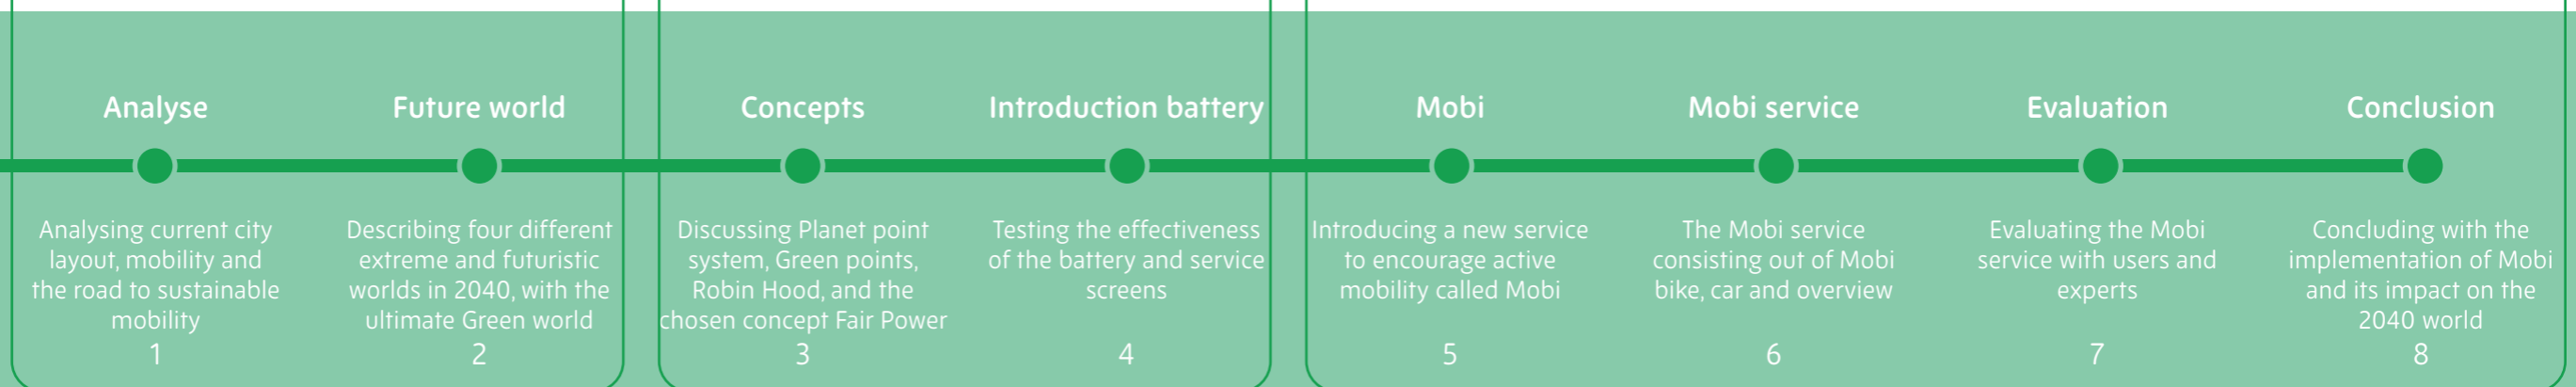 Analyse
Analysing current city
layout, mobility and
the road to sustainable
mobility
1
Future world
Describing four different
extreme and futuristic
worlds in 2040, with the
ultimate Green world
2
Concepts
Discussing Planet point
system, Green points,
Robin Hood, and the
chosen concept Fair Power
3
Introduction battery
Testing the effectiveness
of the battery and service
screens
4
Mobi
Introducing a new service
to encourage active
mobility called Mobi
5
Mobi service
The Mobi service
consisting out of Mobi
bike, car and overview
6
Evaluation
Evaluating the Mobi
service with users and
experts
7
Conclusion
Concluding with the
implementation of Mobi
and its impact on the
2040 world
8